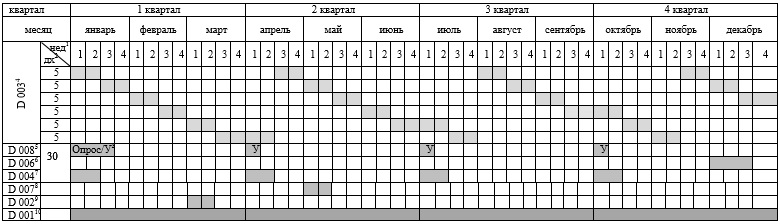 квартал 1 квартал 2 квартал 3 квартал 4 квартал
месяц январь февраль март апрель май июнь июль август сентябрь октябрь ноябрь декабрь
нед¹ 1 2 3 4 1 2 3 4 1 2 3 4 1 2 3 4 1 2 3 4 1 2 3 4 1 2 3 4 1 2 3 4 1 2 3 4 1 2 3 4 1 2 3 4 1 2 3 4
дх
D 003⁴ 5
5
5
5
5
5
D 008⁵ 30 Опрос/У² У У У
D 006⁶
D 004⁷
D 007⁸
D 002⁹
D 001¹⁰